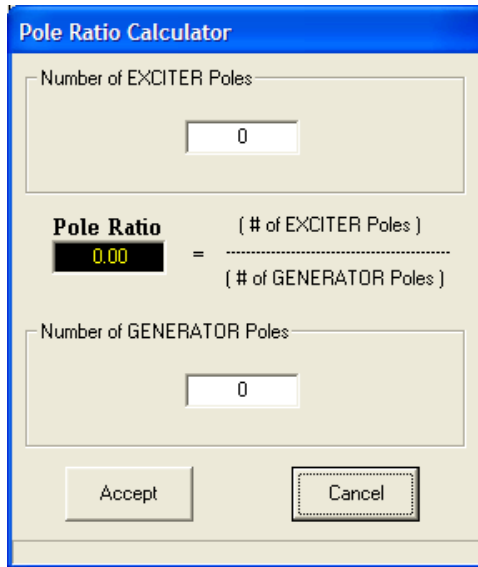 Pole Ratio Calculator
Number of EXCITER Poles
0
Pole Ratio
0.00
=
( # of EXCITER Poles )
( # of GENERATOR Poles )
Number of GENERATOR Poles
0
Accept
Cancel